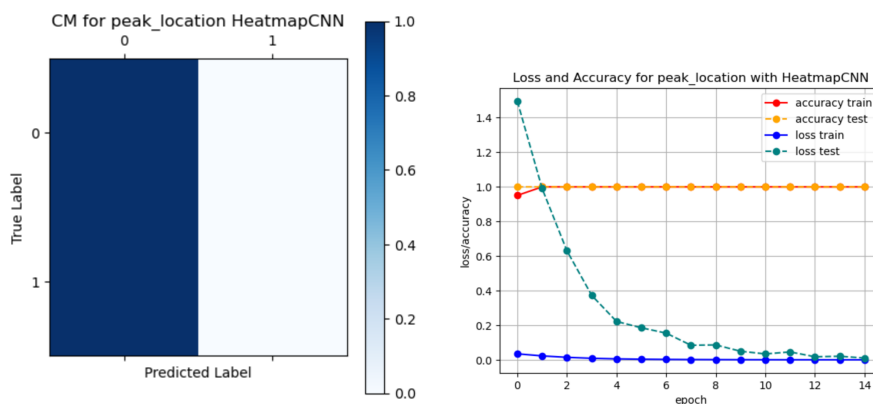 CM for peak_location HeatmapCNN
0 1
True Label
0
1
Predicted Label
1.0
0.8
0.6
0.4
0.2
0.0
Loss and Accuracy for peak_location with HeatmapCNN
accuracy train
accuracy test
loss train
loss test
loss/accuracy
1.4
1.2
1.0
0.8
0.6
0.4
0.2
0.0
0 2 4 6 8 10 12 14
epoch